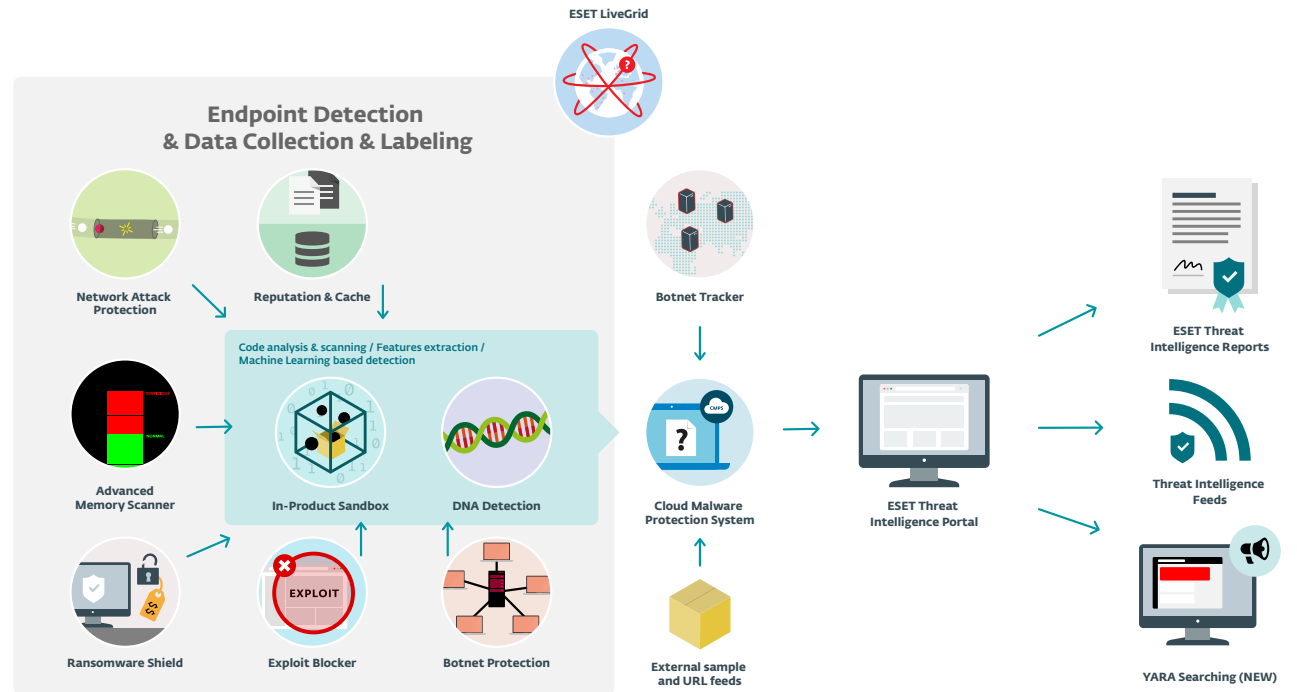 ESET LiveGrid
Endpoint Detection
& Data Collection & Labeling
Network Attack
Protection
Reputation & Cache
Botnet Tracker
Code analysis & scanning / Features extraction /
Machine Learning based detection
Advanced
Memory Scanner
NORMAL
In-Product Sandbox
DNA Detection
CMPS
?
Cloud Malware
Protection System
ESET Threat
Intelligence Portal
ESET Threat
Intelligence Reports
Threat Intelligence
Feeds
YARA Searching (NEW)
Ransomware Shield
$$
EXPLOIT
Exploit Blocker
Botnet Protection
External sample
and URL feeds